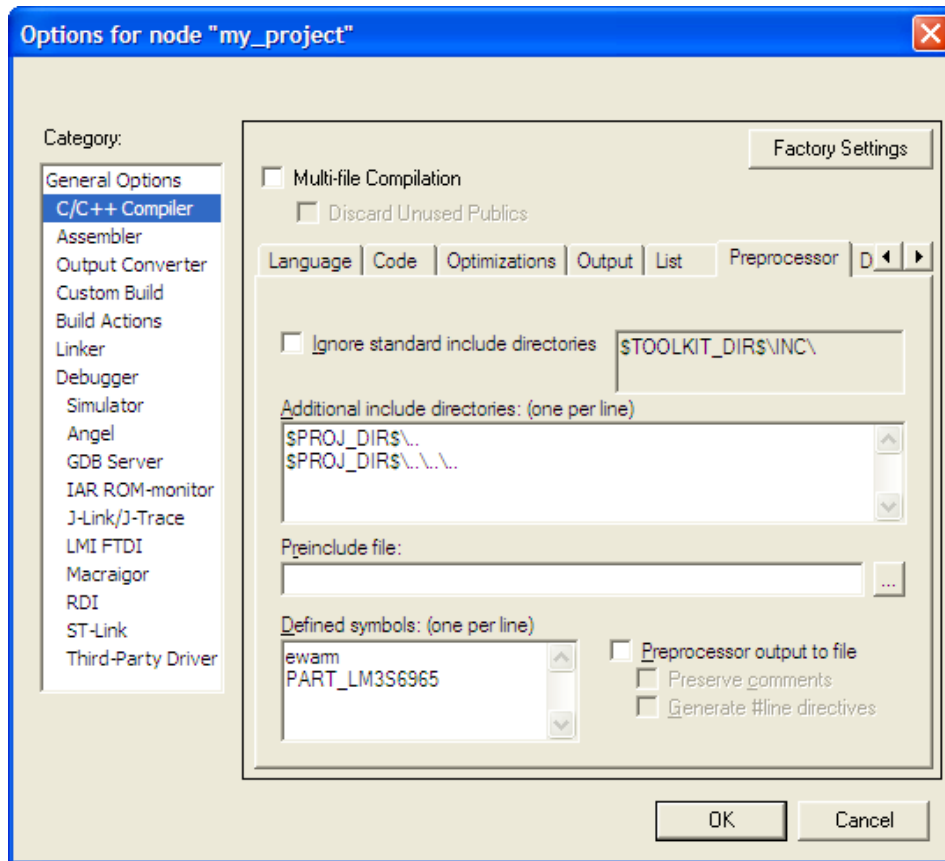 Options for node "my_project"
Category:
General Options
C/C++ Compiler
Assembler
Output Converter
Custom Build
Build Actions
Linker
Debugger
Simulator
Angel
GDB Server
IAR ROM-monitor
J-Link/J-Trace
LMI FTDI
Macraigor
RDI
ST-Link
Third-Party Driver
Factory Settings
Multi-file Compilation
Discard Unused Publics
Language Code Optimizations Output List Preprocessor D
Ignore standard include directories $TOOLKIT_DIR$\INC\
Additional include directories: (one per line)
$PROJ_DIR$\..
$PROJ_DIR$\..\..\..
Preinclude file:
...
Defined symbols: (one per line)
ewarm
PART_LM3S6965
Preprocessor output to file
Preserve comments
Generate #line directives
OK Cancel